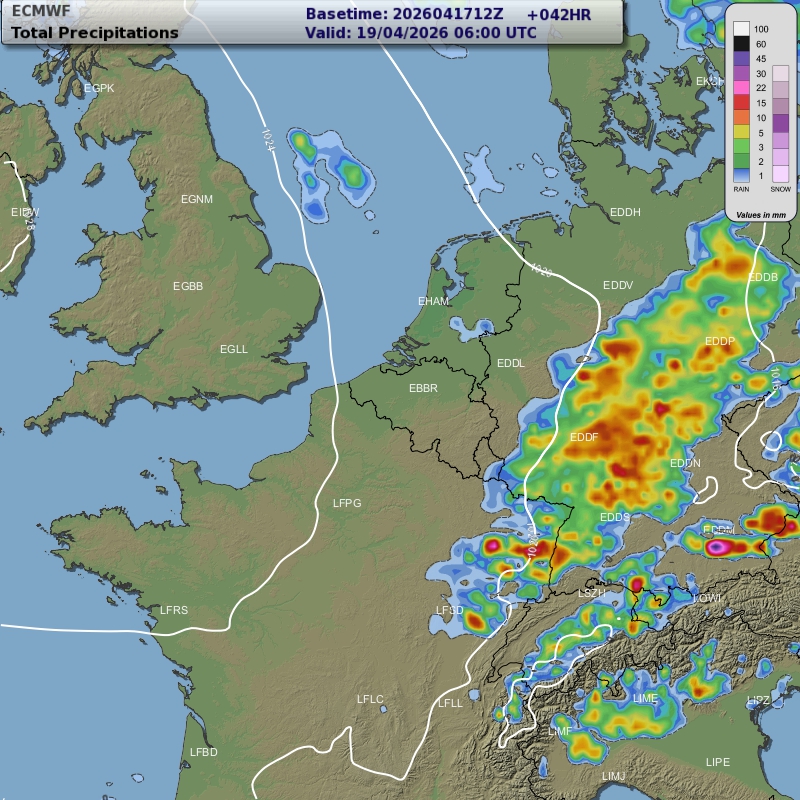 ECMWF
Basetime: 2026041712Z +042HR
Total Precipitations
Valid: 19/04/2026 06:00 UTC
100
60
45
30
22
15
10
5
3
2
1
RAIN SNOW
Values in mm
EGPK
EGNM
EGBB
EGLL
EDDH
EDDV
EDDB
EHAM
EDDP
EDDL
EBBR
EDDF
EDDN
LFPG
EDDS
EDDM
LFRS
LFSD
LSZH
LOWI
LFLC
LFLL
LIME
LIPZ
LIMF
LFBD
LIPE
LIMJ
1024
1020